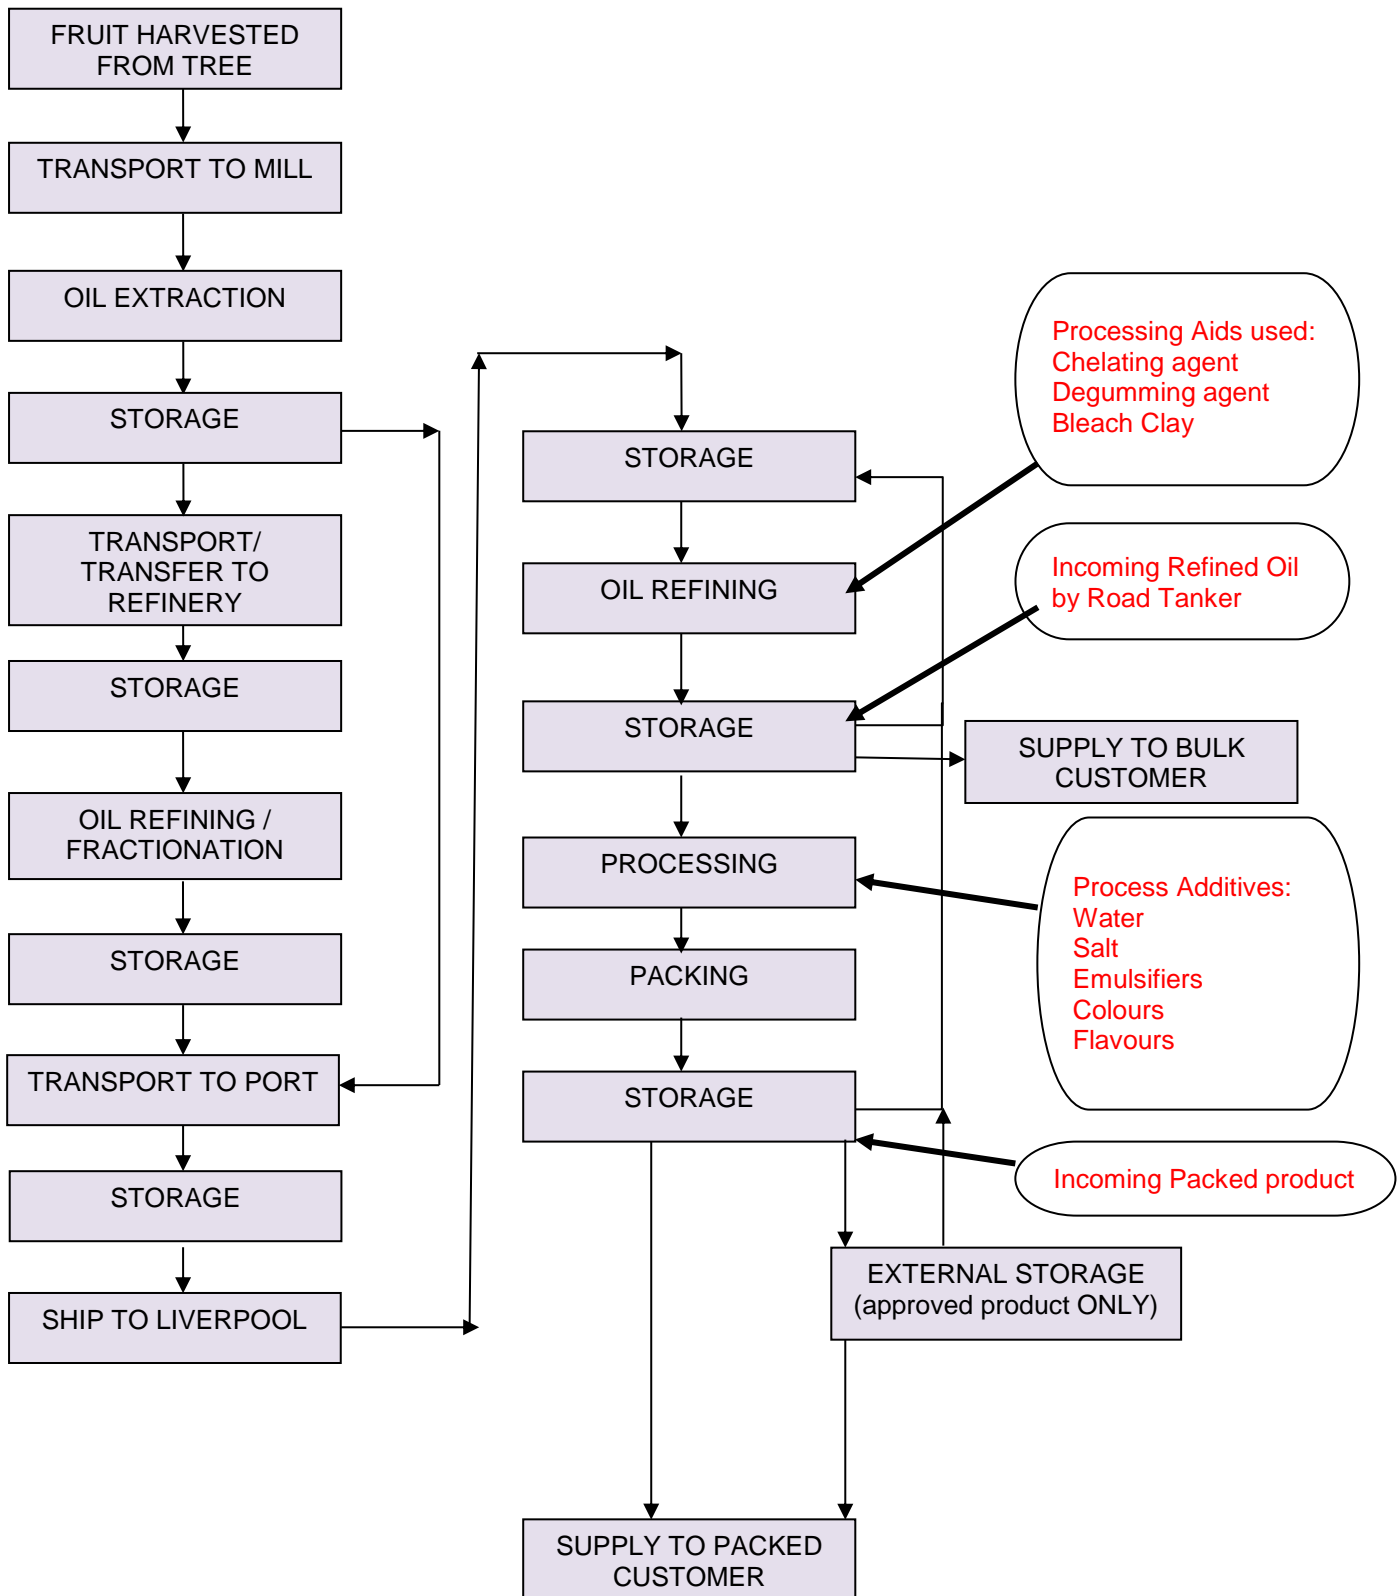 FRUIT HARVESTED
FROM TREE
TRANSPORT TO MILL
OIL EXTRACTION
STORAGE
TRANSPORT/
TRANSFER TO
REFINERY
STORAGE
OIL REFINING /
FRACTIONATION
STORAGE
TRANSPORT TO PORT
STORAGE
SHIP TO LIVERPOOL
STORAGE
OIL REFINING
STORAGE
PROCESSING
PACKING
STORAGE
SUPPLY TO PACKED
CUSTOMER
Processing Aids used:
Chelating agent
Degumming agent
Bleach Clay
Incoming Refined Oil
by Road Tanker
SUPPLY TO BULK
CUSTOMER
Process Additives:
Water
Salt
Emulsifiers
Colours
Flavours
Incoming Packed product
EXTERNAL STORAGE
(approved product ONLY)